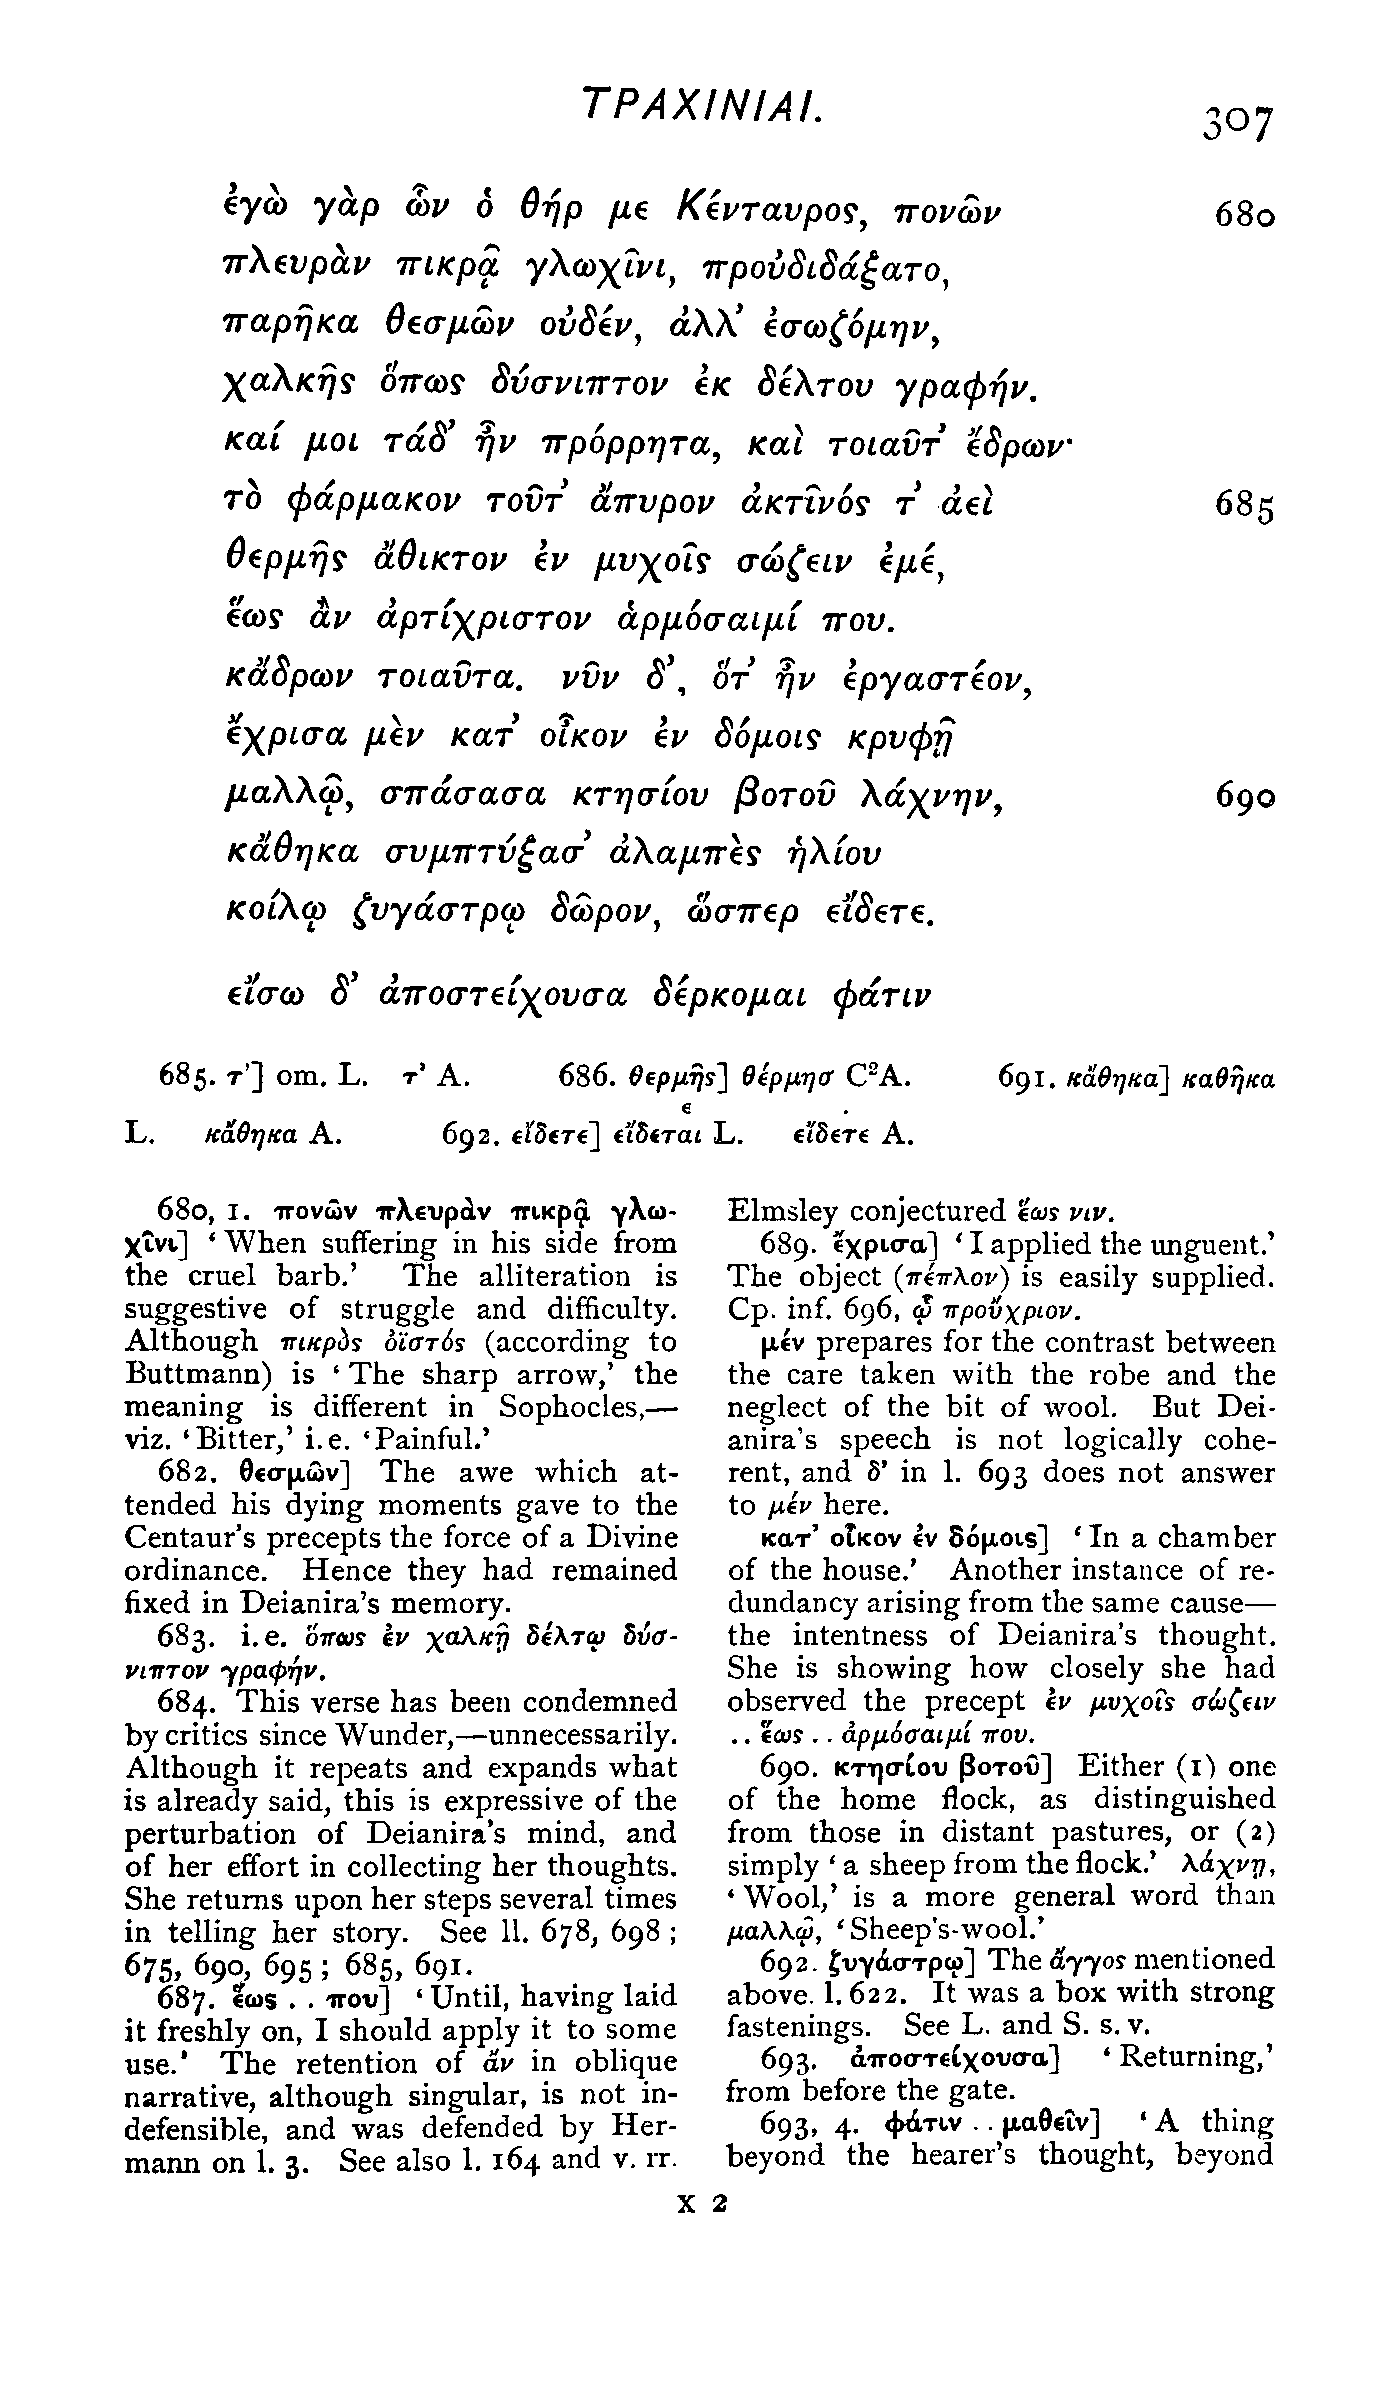 ΤΡΑΧΙΝΙΑΙ.
307
ἐγὼ γὰρ ὧν ὁ θήρ με Κένταυρος, πονῶν 680
πλευρὰν πικρᾷ γλωχῖνι, προὐδιδάξατο,
παρῆκα θεσμῶν οὐδέν, ἀλλ’ ἐσωζόμην,
χαλκῆς ὅπως δύσνιπτον ἐκ δέλτου γραφήν.
καί μοι τάδ’ ἦν πρόρρητα, καὶ τοιαῦτ’ ἔδρων·
τὸ φάρμακον τοῦτ’ ἄπυρον ἀκτῖνός τ’ ἀεὶ 685
θερμῆς ἄθικτον ἐν μυχοῖς σώζειν ἐμέ,
ἕως ἂν ἀρτίχριστον ἁρμόσαιμί που.
κἄδρων τοιαῦτα. νῦν δ’, ὅτ’ ἦν ἐργαστέον,
ἔχρισα μὲν κατ’ οἶκον ἐν δόμοις κρυφῇ
μαλλῷ, σπάσασα κτησίου βοτοῦ λάχνην, 690
κἄθηκα συμπτύξασ’ ἀλαμπὲς ἡλίου
κοίλῳ ζυγάστρῳ δῶρον, ὥσπερ εἴδετε.
εἴσω δ’ ἀποστείχουσα δέρκομαι φάτιν
685. τ’] om. L. τ’ A. 686. θερμῆς] θέρμησ C²A. 691. κἄθηκα] καθῆκα
L. κἄθηκα A. 692. εἴδετε] εἴδεται L. εἴδετε A.
680, 1. πονῶν πλευρὰν πικρᾷ γλω-
χῖνι] ‘When suffering in his side from
the cruel barb.’ The alliteration is
suggestive of struggle and difficulty.
Although πικρὸς ὀϊστός (according to
Buttmann) is ‘The sharp arrow,’ the
meaning is different in Sophocles,—
viz. ‘Bitter,’ i.e. ‘Painful.’
682. θεσμῶν] The awe which at-
tended his dying moments gave to the
Centaur’s precepts the force of a Divine
ordinance. Hence they had remained
fixed in Deianira’s memory.
683. i.e. ὅπως ἐν χαλκῇ δέλτῳ δύσ-
νιπτον γραφήν.
684. This verse has been condemned
by critics since Wunder,—unnecessarily.
Although it repeats and expands what
is already said, this is expressive of the
perturbation of Deianira’s mind, and
of her effort in collecting her thoughts.
She returns upon her steps several times
in telling her story. See ll. 678, 698;
675, 690, 695; 685, 691.
687. ἕως . . που] ‘Until, having laid
it freshly on, I should apply it to some
use.’ The retention of ἄν in oblique
narrative, although singular, is not in-
defensible, and was defended by Her-
mann on l. 3. See also l. 164 and v. rr.
Elmsley conjectured ἕως νιν.
689. ἔχρισα] ‘I applied the unguent.’
The object (πέπλον) is easily supplied.
Cp. inf. 696, ᾧ προὔχριον.
μέν prepares for the contrast between
the care taken with the robe and the
neglect of the bit of wool. But Dei-
anira’s speech is not logically cohe-
rent, and δ’ in l. 693 does not answer
to μέν here.
κατ’ οἶκον ἐν δόμοις] ‘In a chamber
of the house.’ Another instance of re-
dundancy arising from the same cause—
the intentness of Deianira’s thought.
She is showing how closely she had
observed the precept ἐν μυχοῖς σώζειν
. . ἕως . . ἁρμόσαιμί που.
690. κτησίου βοτοῦ] Either (1) one
of the home flock, as distinguished
from those in distant pastures, or (2)
simply ‘a sheep from the flock.’ λάχνῃ,
‘Wool,’ is a more general word than
μαλλῷ, ‘Sheep’s-wool.’
692. ζυγάστρῳ] The ἄγγος mentioned
above. l. 622. It was a box with strong
fastenings. See L. and S. s. v.
693. ἀποστείχουσα] ‘Returning,’
from before the gate.
693, 4. φάτιν . . μαθεῖν] ‘A thing
beyond the hearer’s thought, beyond
X 2